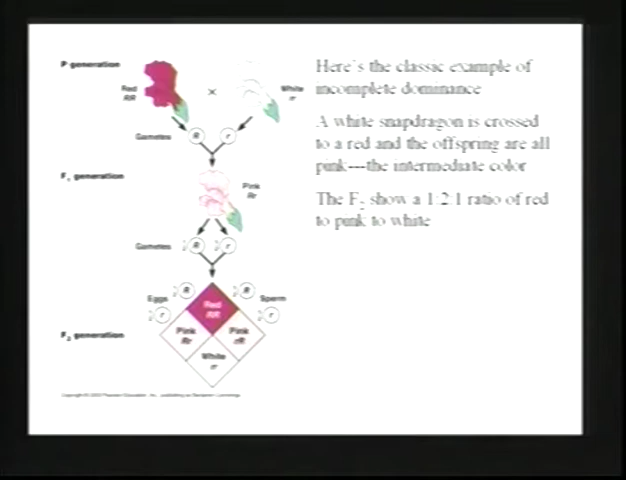 P generation
Red
RR
×
White
rr
Gametes
R
r
F₁ generation
Pink
Rr
Gametes
R
r
Eggs
R
R
Sperm
r
r
Red
RR
F₂ generation
Pink
Rr
Pink
rR
White
rr
Here's the classic example of
incomplete dominance
A white snapdragon is crossed
to a red and the offspring are all
pink---the intermediate color
The F₂ show a 1:2:1 ratio of red
to pink to white